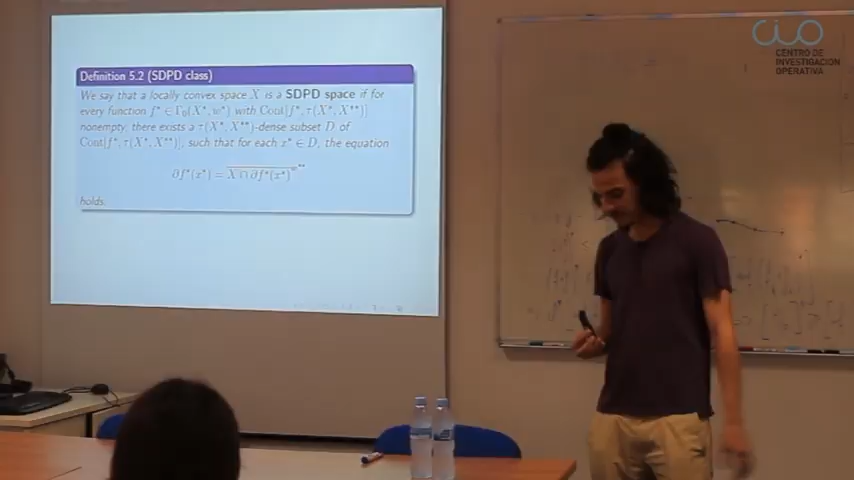 Definition 5.2 (SDPD class)
We say that a locally convex space X is a SDPD space if for
every function f* ∈ Γ₀(X*, w*) with Cont[f*, τ(X*, X**)]
nonempty, there exists a τ(X*, X**)-dense subset D of
Cont[f*, τ(X*, X**)], such that for each x* ∈ D, the equation
∂f*(x*) = \overline{X ∩ ∂f*(x*)}^{w**}
holds.
CIO
CENTRO DE
INVESTIGACIÓN
OPERATIVA